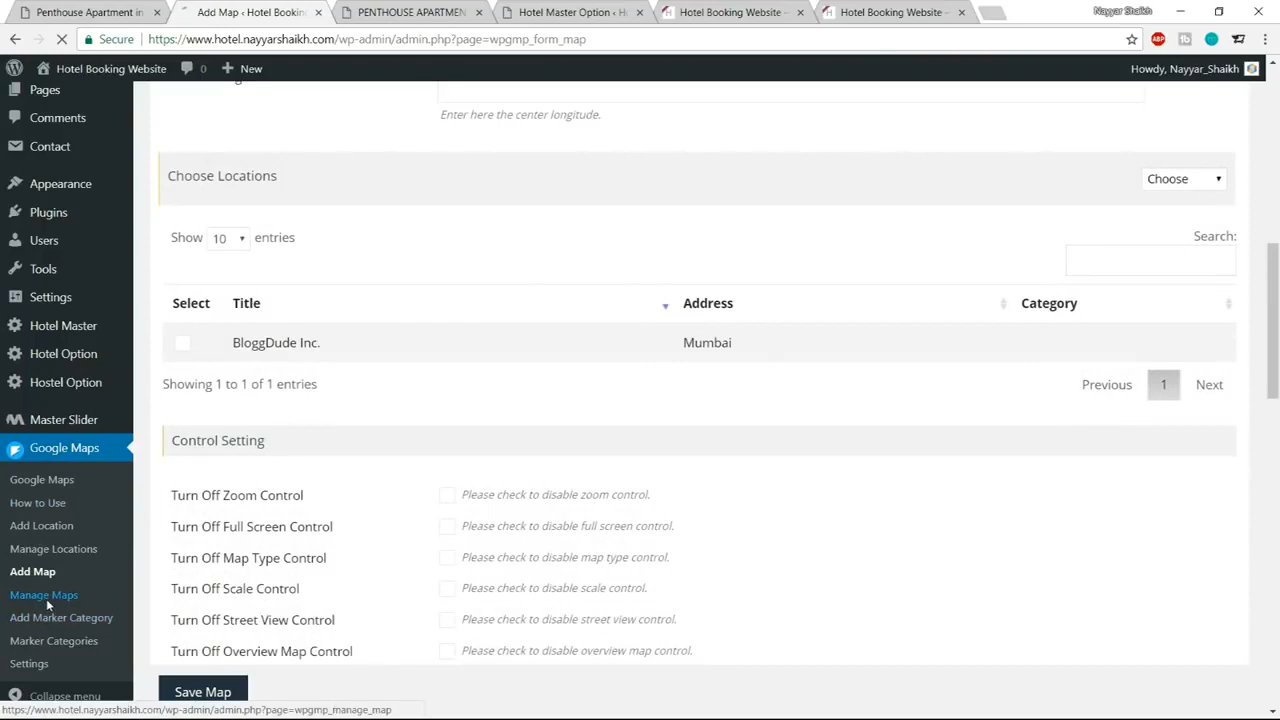 Penthouse Apartment in
Add Map ‹ Hotel Bookin
PENTHOUSE APARTMEN
Hotel Master Option ‹ H
Hotel Booking Website –
Hotel Booking Website –
Nayyar Shaikh
Secure
https://www.hotel.nayyarshaikh.com/wp-admin/admin.php?page=wpgmp_form_map
ABP
Hotel Booking Website
0
New
Howdy, Nayyar_Shaikh
Pages
Comments
Contact
Appearance
Plugins
Users
Tools
Settings
Hotel Master
Hotel Option
Hostel Option
Master Slider
Google Maps
Google Maps
How to Use
Add Location
Manage Locations
Add Map
Manage Maps
Add Marker Category
Marker Categories
Settings
Collapse menu
Enter here the center longitude.
Choose Locations
Choose
Show 10 entries
Search:
Select Title Address Category
BloggDude Inc. Mumbai
Showing 1 to 1 of 1 entries
Previous 1 Next
Control Setting
Turn Off Zoom Control Please check to disable zoom control.
Turn Off Full Screen Control Please check to disable full screen control.
Turn Off Map Type Control Please check to disable map type control.
Turn Off Scale Control Please check to disable scale control.
Turn Off Street View Control Please check to disable street view control.
Turn Off Overview Map Control Please check to disable overview map control.
Save Map
https://www.hotel.nayyarshaikh.com/wp-admin/admin.php?page=wpgmp_manage_map